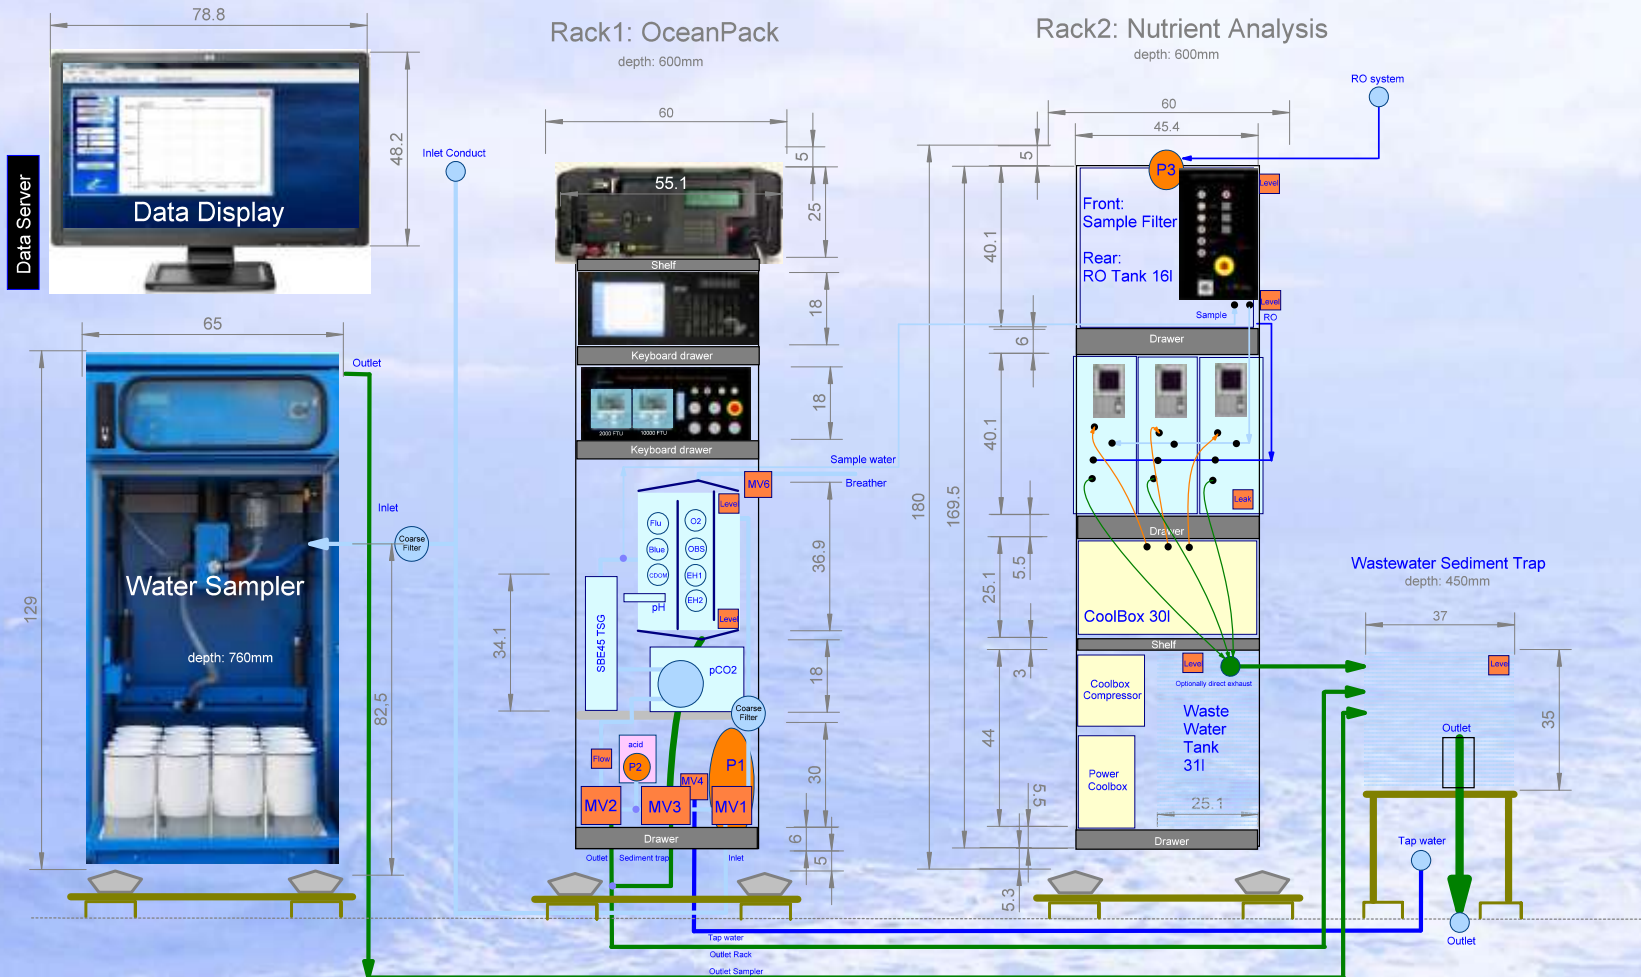 78.8
Rack1: OceanPack
depth: 600mm
Rack2: Nutrient Analysis
depth: 600mm
RO system
60
60
45.4
5
5
48.2
Inlet Conduct
Data Server
Data Display
55.1
25
P3
Level
Front:
Sample Filter
Rear:
RO Tank 16l
40.1
Shelf
18
Level
Sample
RO
65
Outlet
6
Drawer
Keyboard drawer
18
2000 FTU
10000 FTU
Keyboard drawer
40.1
Sample water
Breather
MV6
Level
Leak
180
169.5
Inlet
Coarse
Filter
Flu
O2
Blue
OBS
CDOM
EH1
EH2
pH
Level
36.9
Drawer
5.5
25.1
CoolBox 30l
Wastewater Sediment Trap
depth: 450mm
Water Sampler
129
depth: 760mm
82.5
34.1
SBE45 TSG
pCO2
18
Shelf
3
Level
Optionally direct exhaust
Coolbox
Compressor
37
Level
35
Coarse
Filter
Waste
Water
Tank
31l
44
Outlet
acid
Flow
P2
P1
MV4
30
Power
Coolbox
MV2
MV3
MV1
25.1
5.5
Drawer
6
Drawer
Outlet
Sediment trap
Inlet
5
5.3
Tap water
Tap water
Outlet Rack
Outlet Sampler
Outlet